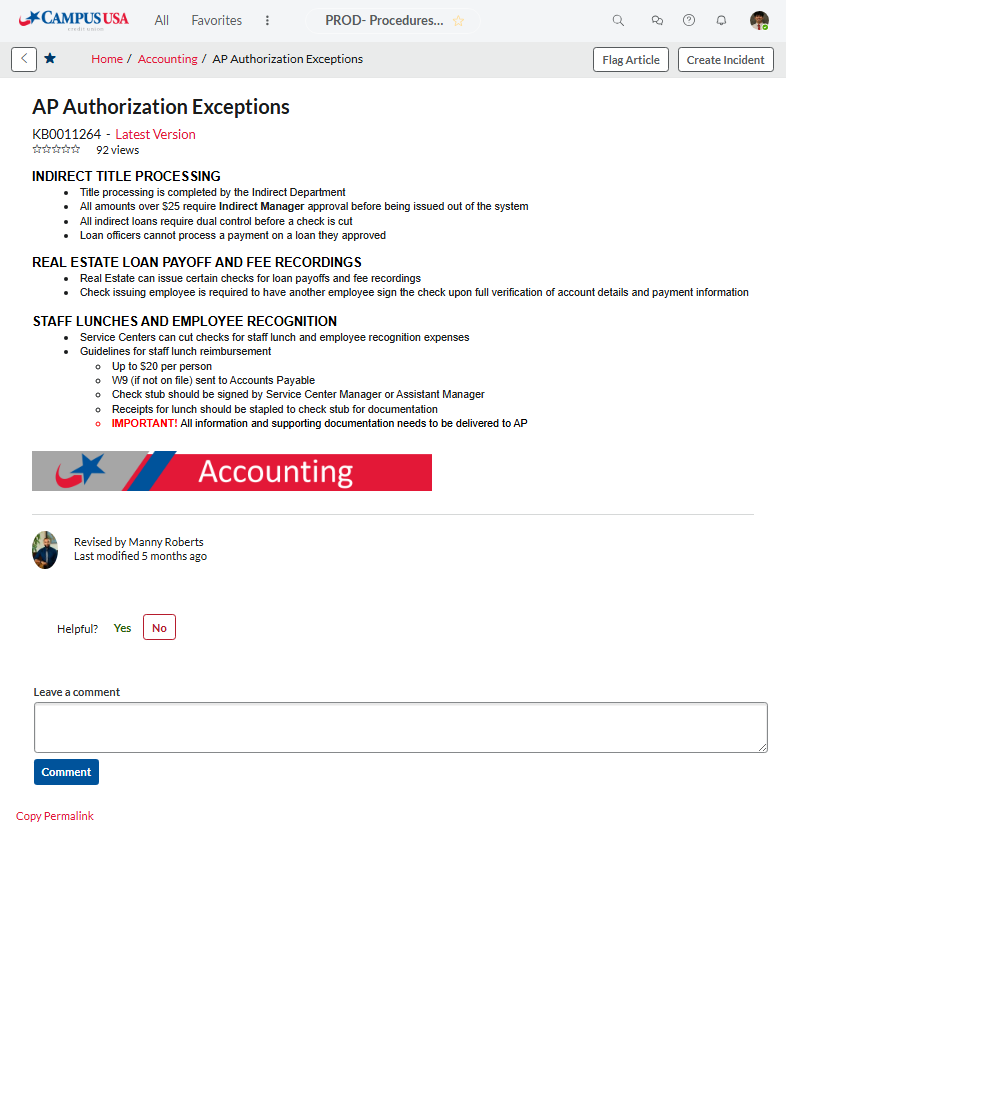 CAMPUS USA
credit union
All Favorites PROD- Procedures...
Home / Accounting / AP Authorization Exceptions
Flag Article Create Incident
AP Authorization Exceptions
KB0011264 - Latest Version
92 views
INDIRECT TITLE PROCESSING
• Title processing is completed by the Indirect Department
• All amounts over $25 require Indirect Manager approval before being issued out of the system
• All indirect loans require dual control before a check is cut
• Loan officers cannot process a payment on a loan they approved
REAL ESTATE LOAN PAYOFF AND FEE RECORDINGS
• Real Estate can issue certain checks for loan payoffs and fee recordings
• Check issuing employee is required to have another employee sign the check upon full verification of account details and payment information
STAFF LUNCHES AND EMPLOYEE RECOGNITION
• Service Centers can cut checks for staff lunch and employee recognition expenses
• Guidelines for staff lunch reimbursement
○ Up to $20 per person
○ W9 (if not on file) sent to Accounts Payable
○ Check stub should be signed by Service Center Manager or Assistant Manager
○ Receipts for lunch should be stapled to check stub for documentation
○ IMPORTANT! All information and supporting documentation needs to be delivered to AP
Accounting
Revised by Manny Roberts
Last modified 5 months ago
Helpful? Yes No
Leave a comment
Comment
Copy Permalink